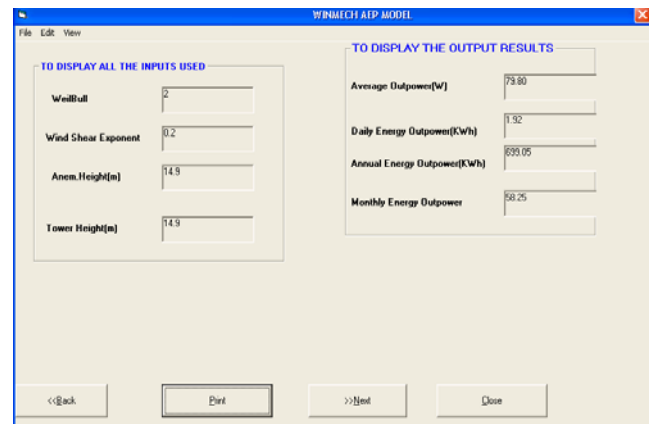 WINMECH AEP MODEL
File Edit View
TO DISPLAY ALL THE INPUTS USED
WeilBull 2
Wind Shear Exponent 0.2
Anem.Height(m) 14.9
Tower Height(m) 14.9
TO DISPLAY THE OUTPUT RESULTS
Average Outpower(W) 79.80
Daily Energy Outpower(KWh) 1.92
Annual Energy Outpower(KWh) 699.05
Monthly Energy Outpower 58.25
<<Back Print >>Next Close